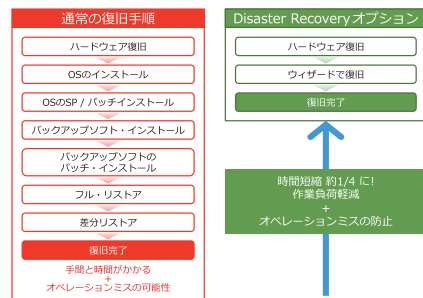 通常の復旧手順
ハードウェア復旧
OSのインストール
OSのSP / パッチインストール
バックアップソフト・インストール
バックアップソフトの
パッチ・インストール
フル・リストア
差分リストア
復旧完了
手間と時間がかかる
+
オペレーションミスの可能性
Disaster Recoveryオプション
ハードウェア復旧
ウィザードで復旧
復旧完了
時間短縮 約1/4 に!
作業負荷軽減
+
オペレーションミスの防止